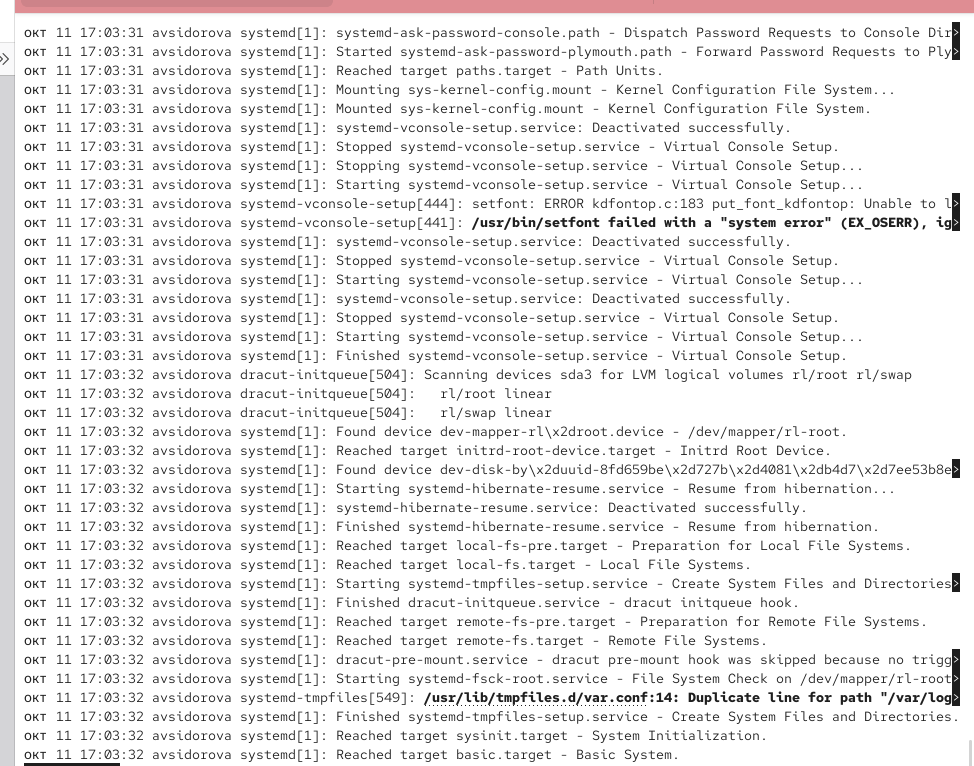 окт 11 17:03:31 avsidorova systemd[1]: systemd-ask-password-console.path - Dispatch Password Requests to Console Dir>
окт 11 17:03:31 avsidorova systemd[1]: Started systemd-ask-password-plymouth.path - Forward Password Requests to Ply>
окт 11 17:03:31 avsidorova systemd[1]: Reached target paths.target - Path Units.
окт 11 17:03:31 avsidorova systemd[1]: Mounting sys-kernel-config.mount - Kernel Configuration File System...
окт 11 17:03:31 avsidorova systemd[1]: Mounted sys-kernel-config.mount - Kernel Configuration File System.
окт 11 17:03:31 avsidorova systemd[1]: systemd-vconsole-setup.service: Deactivated successfully.
окт 11 17:03:31 avsidorova systemd[1]: Stopped systemd-vconsole-setup.service - Virtual Console Setup.
окт 11 17:03:31 avsidorova systemd[1]: Stopping systemd-vconsole-setup.service - Virtual Console Setup...
окт 11 17:03:31 avsidorova systemd[1]: Starting systemd-vconsole-setup.service - Virtual Console Setup...
окт 11 17:03:31 avsidorova systemd-vconsole-setup[444]: setfont: ERROR kdfontop.c:183 put_font_kdfontop: Unable to l>
окт 11 17:03:31 avsidorova systemd-vconsole-setup[441]: /usr/bin/setfont failed with a "system error" (EX_OSERR), ig>
окт 11 17:03:31 avsidorova systemd[1]: systemd-vconsole-setup.service: Deactivated successfully.
окт 11 17:03:31 avsidorova systemd[1]: Stopped systemd-vconsole-setup.service - Virtual Console Setup.
окт 11 17:03:31 avsidorova systemd[1]: Starting systemd-vconsole-setup.service - Virtual Console Setup...
окт 11 17:03:31 avsidorova systemd[1]: systemd-vconsole-setup.service: Deactivated successfully.
окт 11 17:03:31 avsidorova systemd[1]: Stopped systemd-vconsole-setup.service - Virtual Console Setup.
окт 11 17:03:31 avsidorova systemd[1]: Starting systemd-vconsole-setup.service - Virtual Console Setup...
окт 11 17:03:31 avsidorova systemd[1]: Finished systemd-vconsole-setup.service - Virtual Console Setup.
окт 11 17:03:32 avsidorova dracut-initqueue[504]: Scanning devices sda3 for LVM logical volumes rl/root rl/swap
окт 11 17:03:32 avsidorova dracut-initqueue[504]:   rl/root linear
окт 11 17:03:32 avsidorova dracut-initqueue[504]:   rl/swap linear
окт 11 17:03:32 avsidorova systemd[1]: Found device dev-mapper-rl\x2droot.device - /dev/mapper/rl-root.
окт 11 17:03:32 avsidorova systemd[1]: Reached target initrd-root-device.target - Initrd Root Device.
окт 11 17:03:32 avsidorova systemd[1]: Found device dev-disk-by\x2duuid-8fd659be\x2d727b\x2d4081\x2db4d7\x2d7ee53b8e>
окт 11 17:03:32 avsidorova systemd[1]: Starting systemd-hibernate-resume.service - Resume from hibernation...
окт 11 17:03:32 avsidorova systemd[1]: systemd-hibernate-resume.service: Deactivated successfully.
окт 11 17:03:32 avsidorova systemd[1]: Finished systemd-hibernate-resume.service - Resume from hibernation.
окт 11 17:03:32 avsidorova systemd[1]: Reached target local-fs-pre.target - Preparation for Local File Systems.
окт 11 17:03:32 avsidorova systemd[1]: Reached target local-fs.target - Local File Systems.
окт 11 17:03:32 avsidorova systemd[1]: Starting systemd-tmpfiles-setup.service - Create System Files and Directories>
окт 11 17:03:32 avsidorova systemd[1]: Finished dracut-initqueue.service - dracut initqueue hook.
окт 11 17:03:32 avsidorova systemd[1]: Reached target remote-fs-pre.target - Preparation for Remote File Systems.
окт 11 17:03:32 avsidorova systemd[1]: Reached target remote-fs.target - Remote File Systems.
окт 11 17:03:32 avsidorova systemd[1]: dracut-pre-mount.service - dracut pre-mount hook was skipped because no trigg>
окт 11 17:03:32 avsidorova systemd[1]: Starting systemd-fsck-root.service - File System Check on /dev/mapper/rl-root>
окт 11 17:03:32 avsidorova systemd-tmpfiles[549]: /usr/lib/tmpfiles.d/var.conf:14: Duplicate line for path "/var/log>
окт 11 17:03:32 avsidorova systemd[1]: Finished systemd-tmpfiles-setup.service - Create System Files and Directories.
окт 11 17:03:32 avsidorova systemd[1]: Reached target sysinit.target - System Initialization.
окт 11 17:03:32 avsidorova systemd[1]: Reached target basic.target - Basic System.